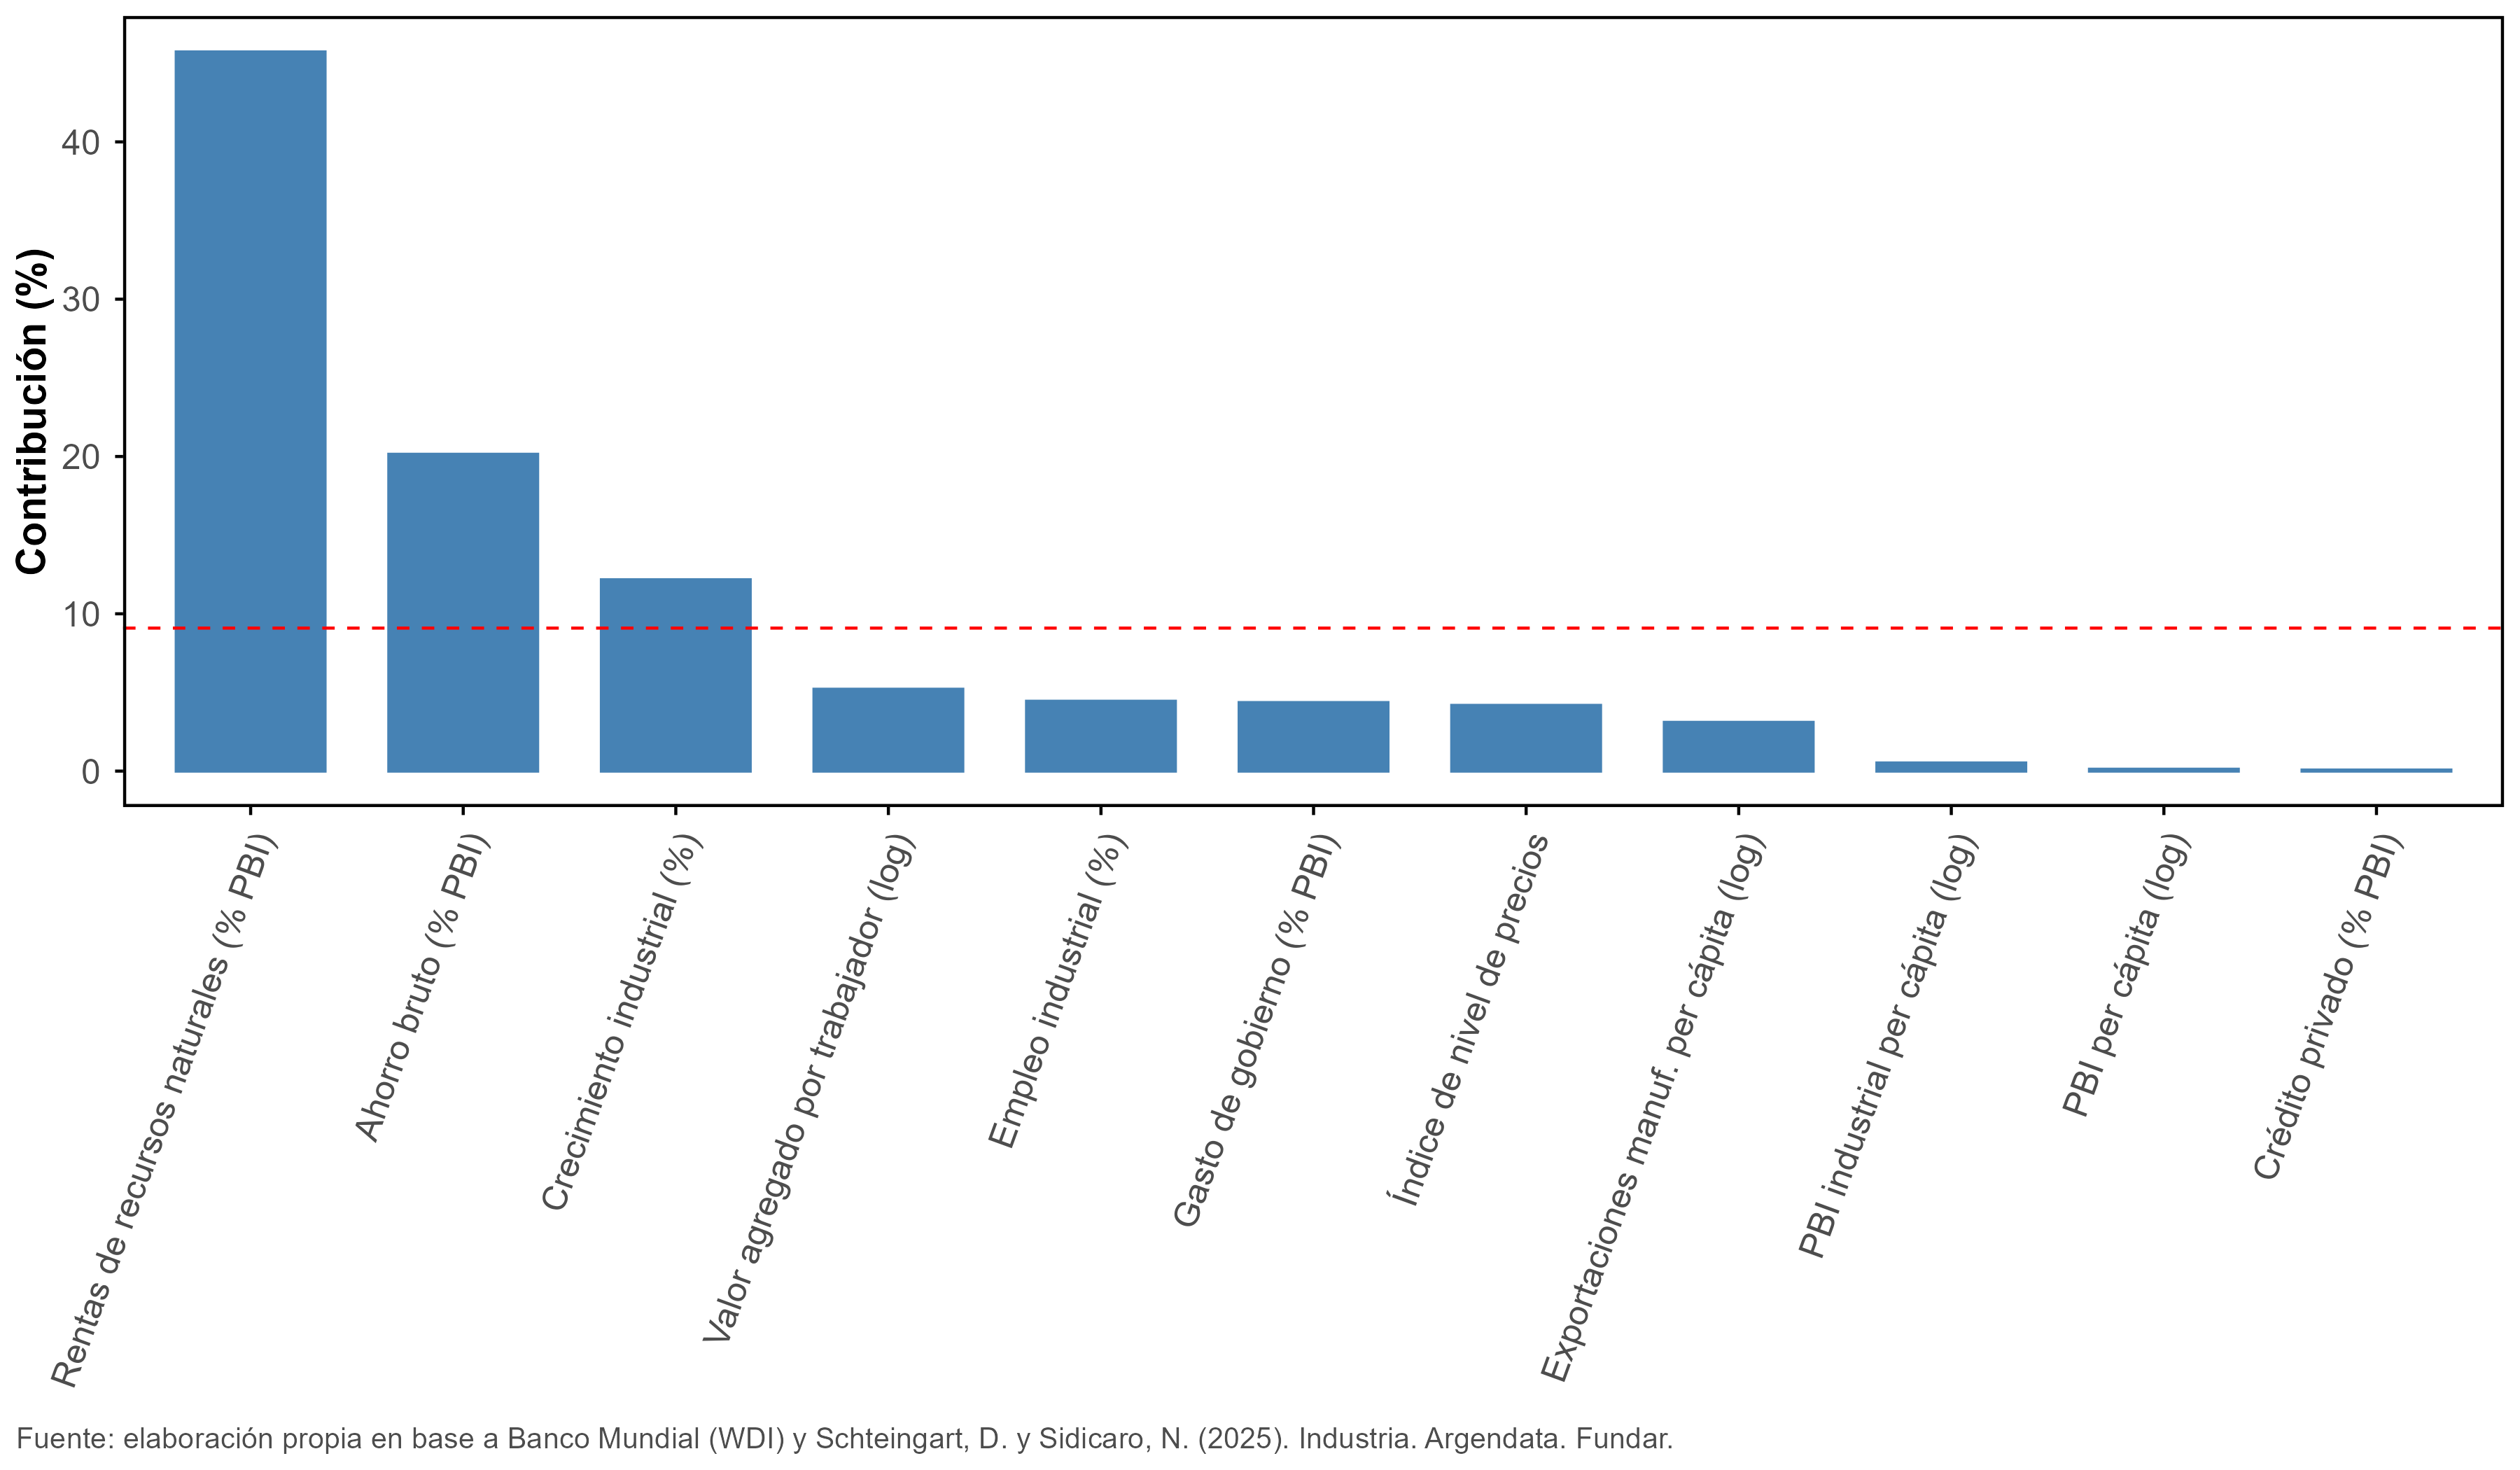 Contribución (%)
40
30
20
10
0
Rentas de recursos naturales (% PBI)
Ahorro bruto (% PBI)
Crecimiento industrial (%)
Valor agregado por trabajador (log)
Empleo industrial (%)
Gasto de gobierno (% PBI)
Índice de nivel de precios
Exportaciones manuf. per cápita (log)
PBI industrial per cápita (log)
PBI per cápita (log)
Crédito privado (% PBI)
Fuente: elaboración propia en base a Banco Mundial (WDI) y Schteingart, D. y Sidicaro, N. (2025). Industria. Argendata. Fundar.